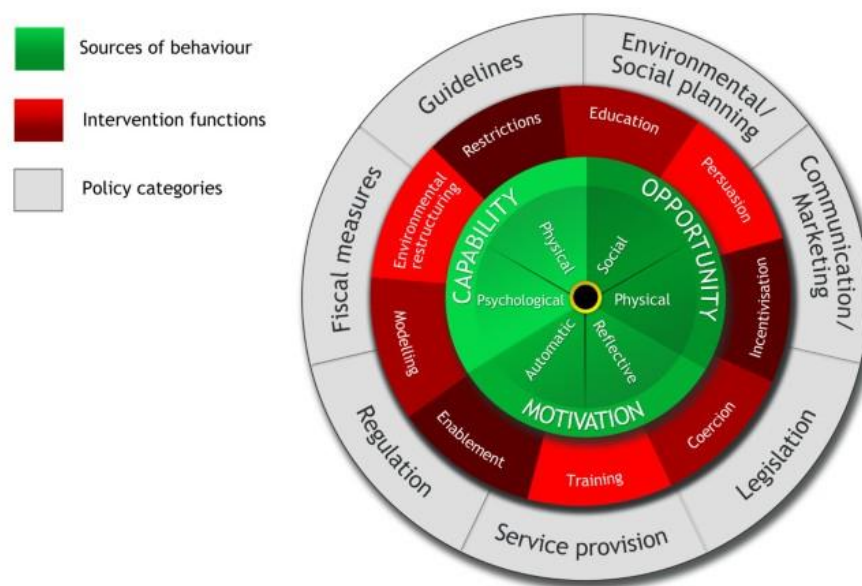 Sources of behaviour
Intervention functions
Policy categories
Guidelines
Environmental/
Social planning
Communication/
Marketing
Legislation
Service provision
Regulation
Fiscal measures
Restrictions
Education
Persuasion
Incentivisation
Coercion
Training
Enablement
Modelling
Environmental
restructuring
CAPABILITY
OPPORTUNITY
MOTIVATION
Physical
Social
Physical
Reflective
Automatic
Psychological